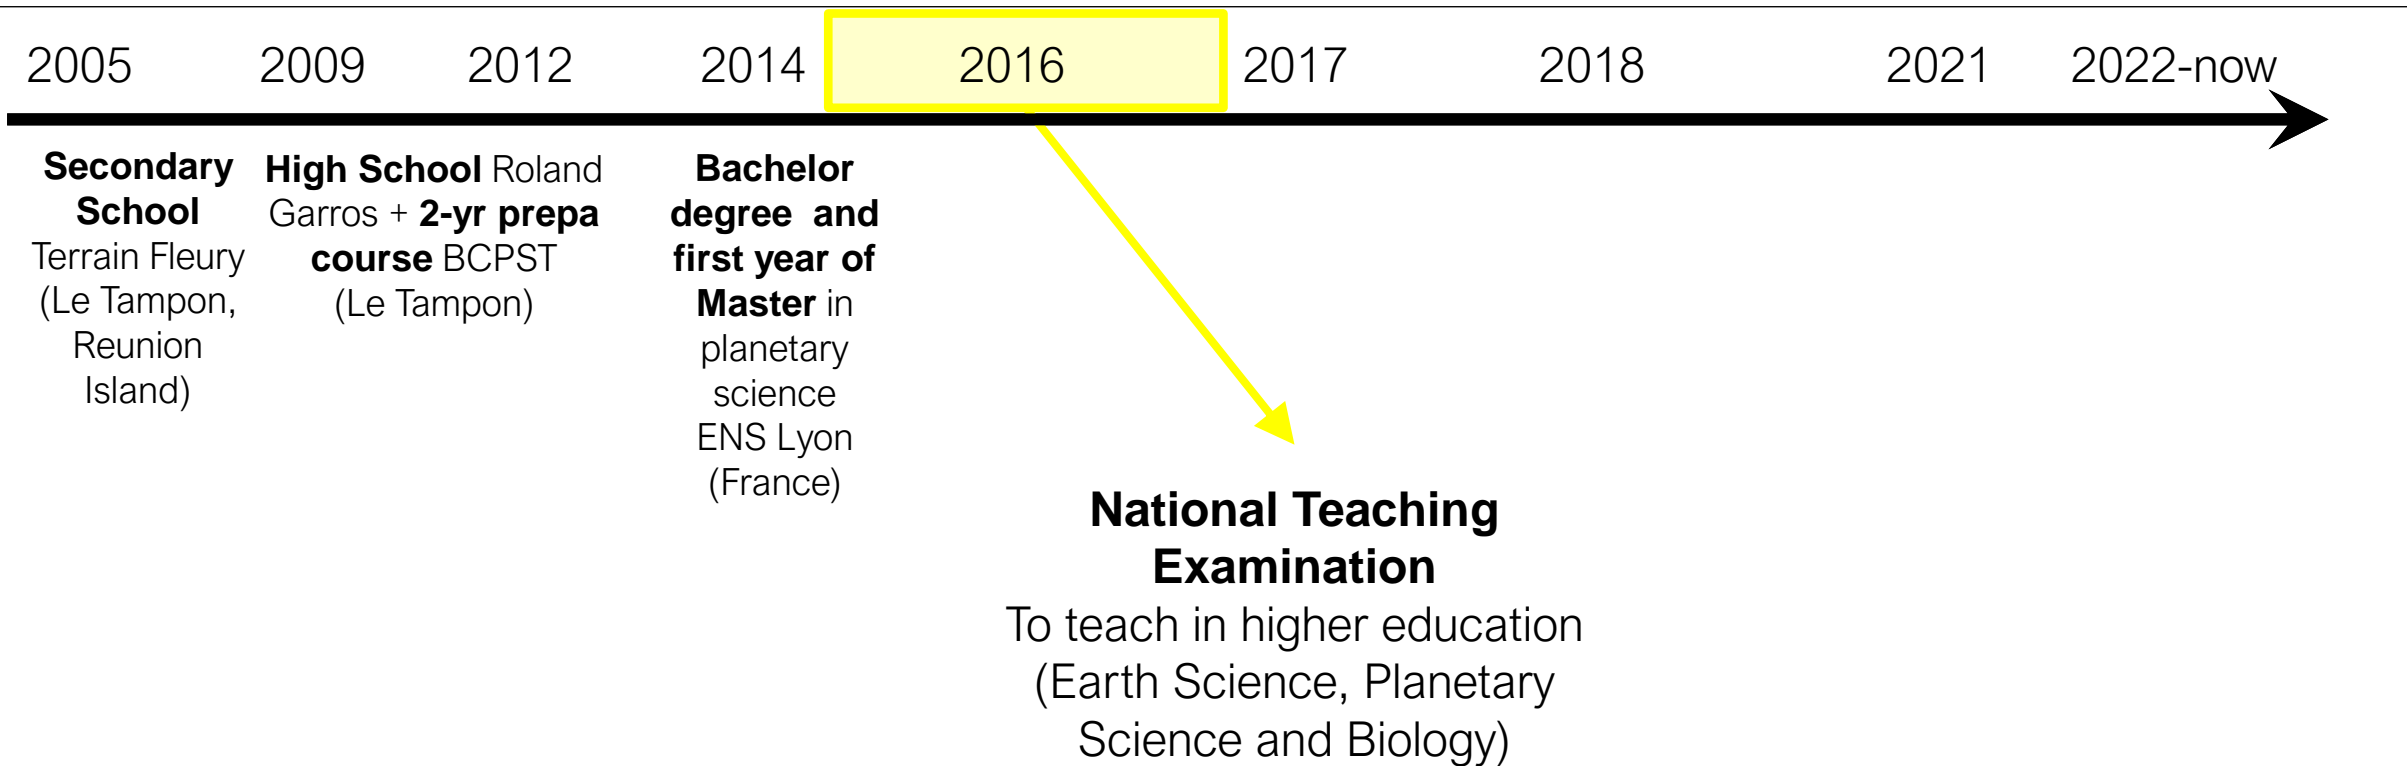 2005 2009 2012 2014 2016 2017 2018 2021 2022-now
Secondary
School
Terrain Fleury
(Le Tampon,
Reunion
Island)
High School Roland
Garros + 2-yr prepa
course BCPST
(Le Tampon)
Bachelor
degree and
first year of
Master in
planetary
science
ENS Lyon
(France)
National Teaching
Examination
To teach in higher education
(Earth Science, Planetary
Science and Biology)